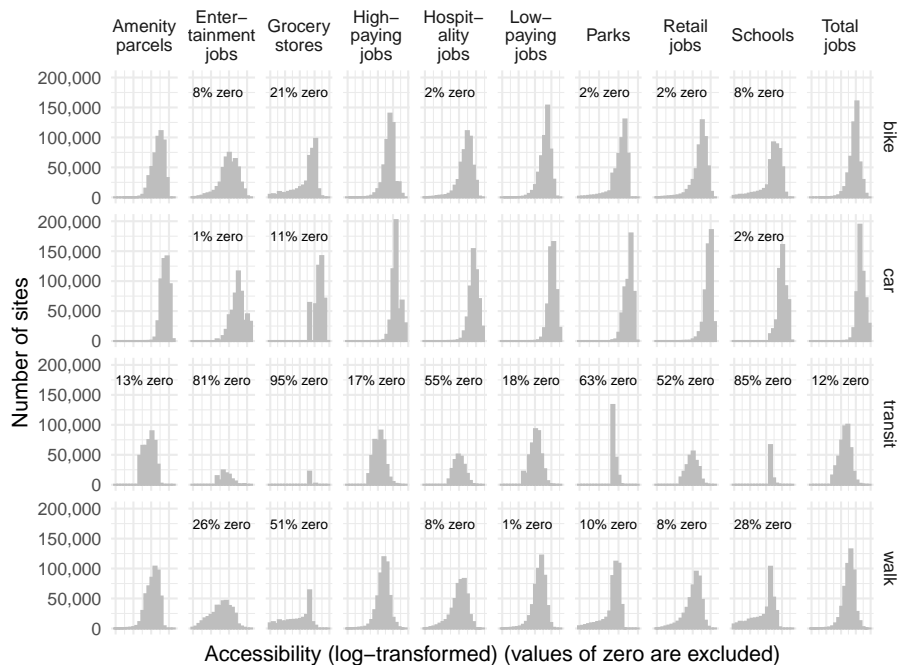 Amenity parcels
Enter–tainment jobs
Grocery stores
High–paying jobs
Hospit–ality jobs
Low–paying jobs
Parks
Retail jobs
Schools
Total jobs
200,000
150,000
100,000
50,000
0
8% zero
21% zero
2% zero
2% zero
2% zero
8% zero
bike
200,000
150,000
100,000
50,000
0
1% zero
11% zero
2% zero
car
200,000
150,000
100,000
50,000
0
13% zero
81% zero
95% zero
17% zero
55% zero
18% zero
63% zero
52% zero
85% zero
12% zero
transit
200,000
150,000
100,000
50,000
0
26% zero
51% zero
8% zero
1% zero
10% zero
8% zero
28% zero
walk
Number of sites
Accessibility (log–transformed) (values of zero are excluded)